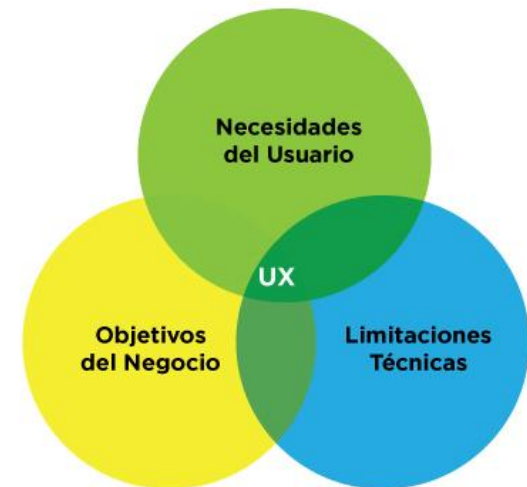 Necesidades
del Usuario
UX
Objetivos
del Negocio
Limitaciones
Técnicas